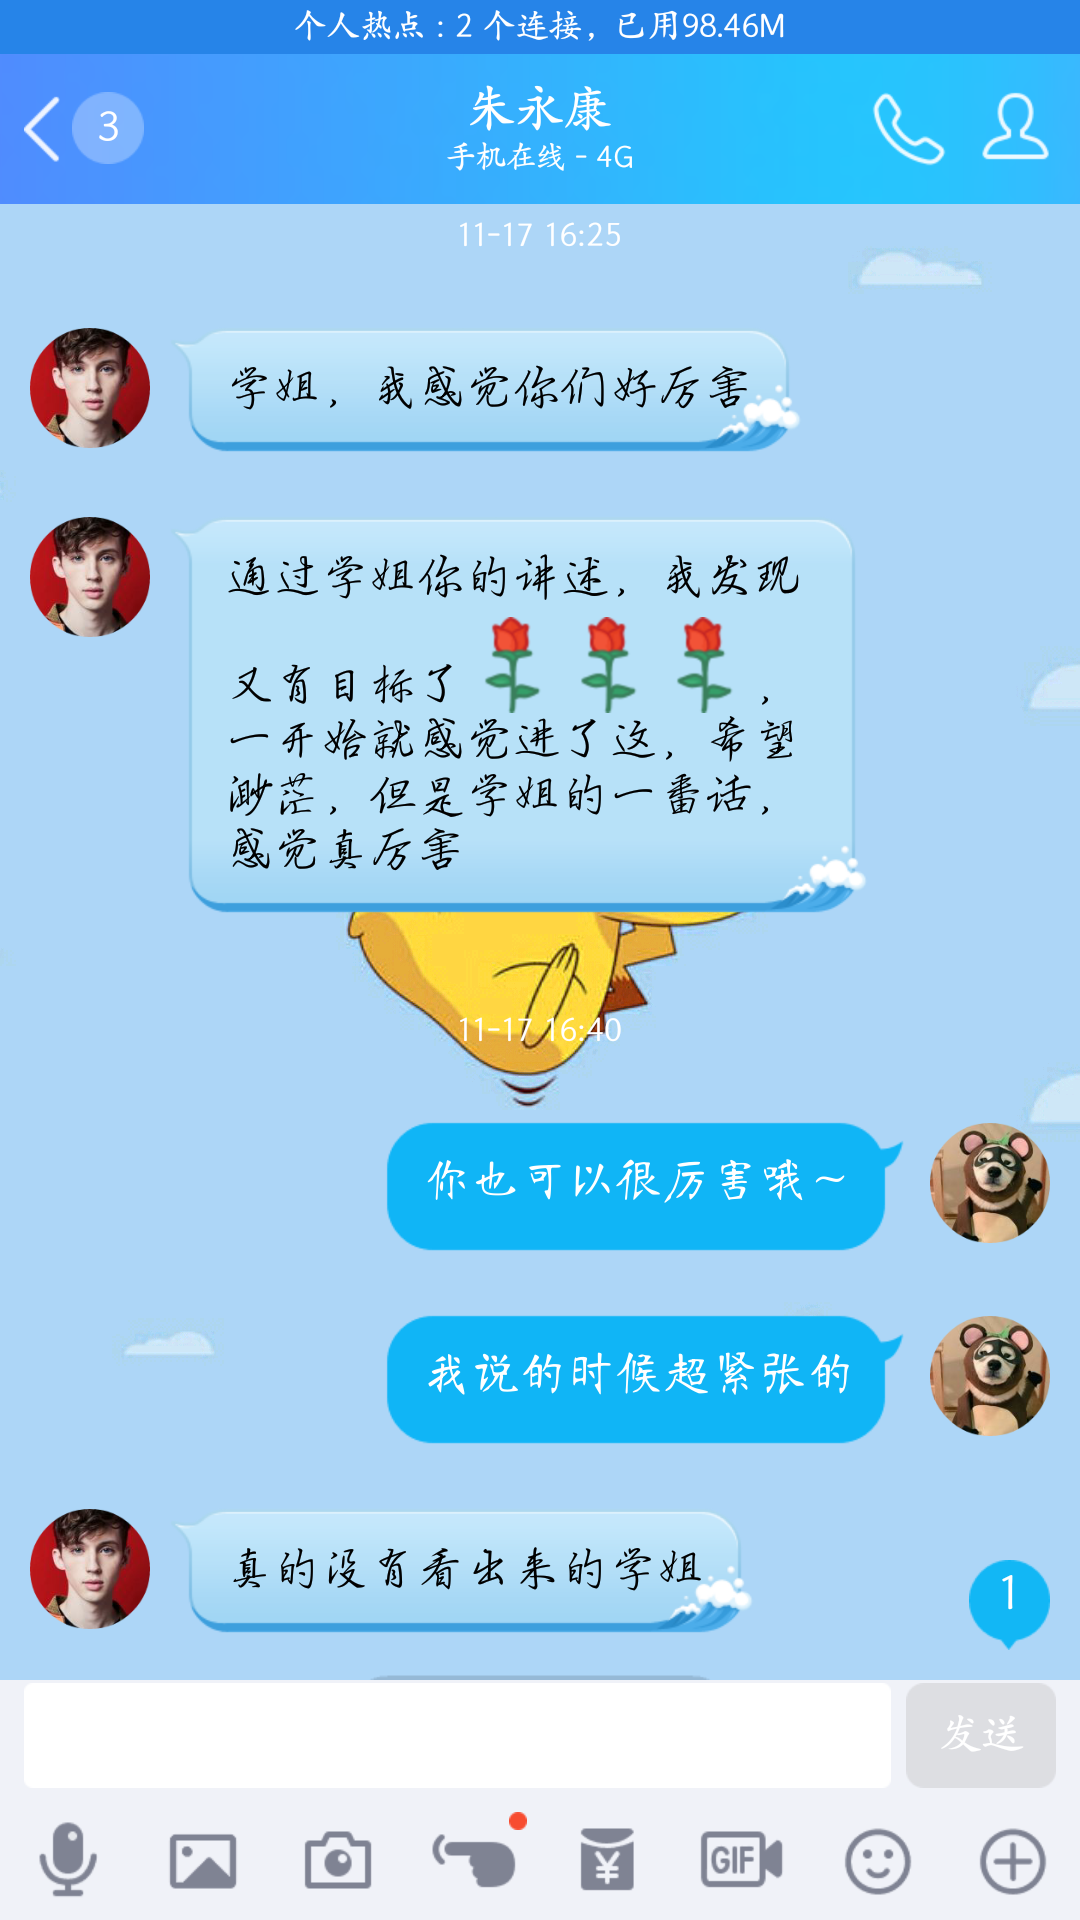 个人热点：2 个连接，已用98.46M
3
朱永康
手机在线 - 4G
11-17 16:25
学姐，我感觉你们好厉害
通过学姐你的讲述，我发现
又有目标了🌹🌹🌹，
一开始就感觉进了这，希望
渺茫，但是学姐的一番话，
感觉真厉害
11-17 16:40
你也可以很厉害哦～
我说的时候超紧张的
真的没有看出来的学姐
1
发送
¥
GIF